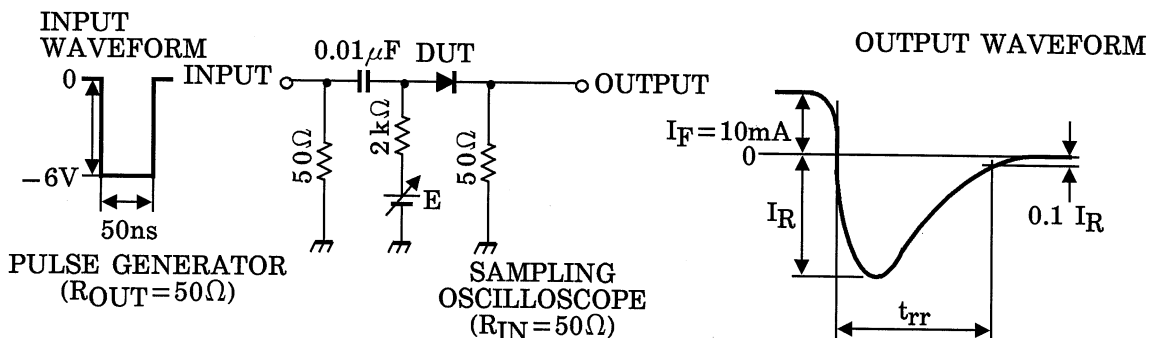 INPUT
WAVEFORM
0
−6V
50ns
PULSE GENERATOR
(ROUT=50Ω)
INPUT
0.01μF
DUT
OUTPUT
50Ω
2kΩ
E
50Ω
SAMPLING
OSCILLOSCOPE
(RIN=50Ω)
OUTPUT WAVEFORM
IF=10mA
0
IR
0.1 IR
trr